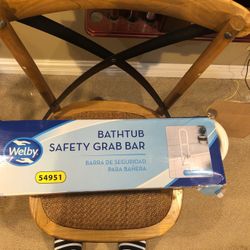 BATHTUB
SAFETY GRAB BAR
BARRA DE SEGURIDAD
PARA BAÑERA
Welby
54951